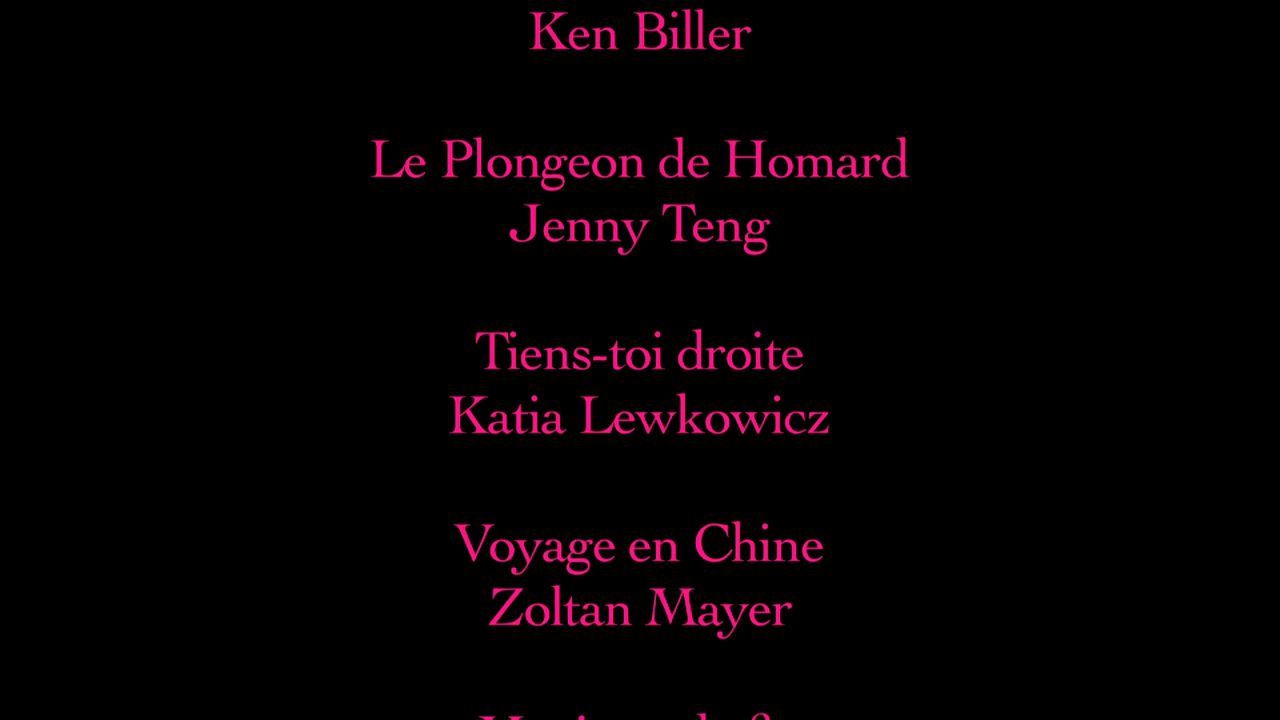 Ken Biller
Le Plongeon de Homard
Jenny Teng
Tiens-toi droite
Katia Lewkowicz
Voyage en Chine
Zoltan Mayer